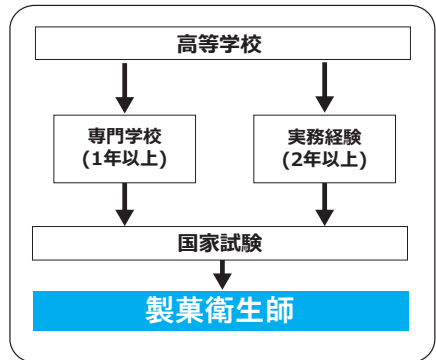 高等学校
専門学校
(1年以上)
実務経験
(2年以上)
国家試験
製菓衛生師